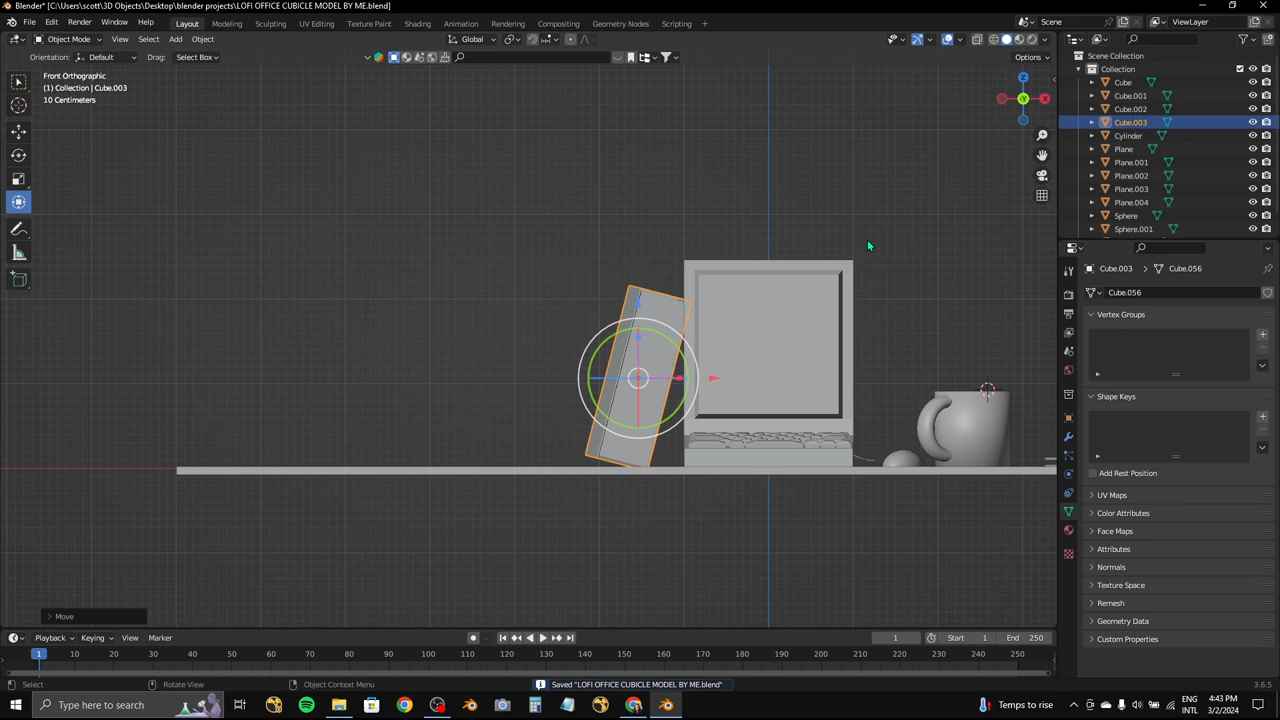 Blender* [C:\Users\scott\3D Objects\Desktop\blender projects\LOFI OFFICE CUBICLE MODEL BY ME.blend]
File Edit Render Window Help Layout Modeling Sculpting UV Editing Texture Paint Shading Animation Rendering Compositing Geometry Nodes Scripting Scene ViewLayer
Object Mode View Select Add Object Global
Orientation: Default Drag: Select Box Options
Front Orthographic
(1) Collection | Cube.003
10 Centimeters
Z
Y
X
Scene Collection
Collection
Cube
Cube.001
Cube.002
Cube.003
Cylinder
Plane
Plane.001
Plane.002
Plane.003
Plane.004
Sphere
Sphere.001
Cube.003 Cube.056
Cube.056
Vertex Groups
Shape Keys
Add Rest Position
UV Maps
Color Attributes
Face Maps
Attributes
Normals
Texture Space
Remesh
Geometry Data
Custom Properties
Move
Playback Keying View Marker 1 Start 1 End 250
1 10 20 30 40 50 60 70 80 90 100 110 120 130 140 150 160 170 180 190 200 210 220 230 240 250
Select Rotate View Object Context Menu Saved "LOFI OFFICE CUBICLE MODEL BY ME.blend" 3.6.5
Type here to search Temps to rise ENG INTL 4:43 PM 3/2/2024